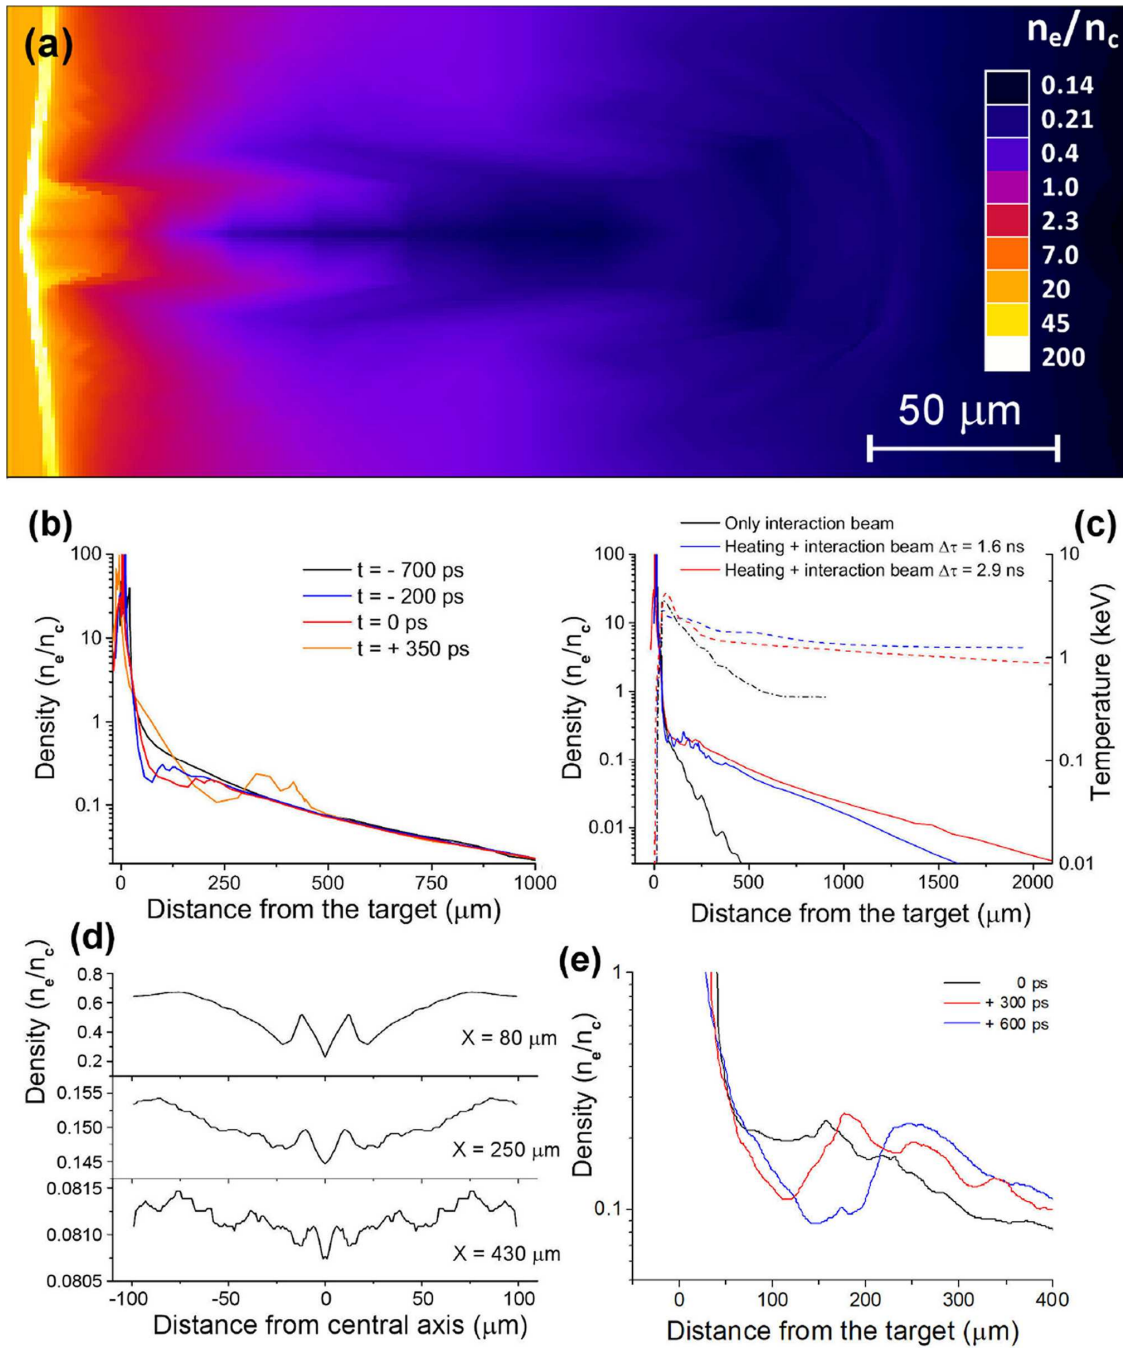 (a)
n_e/n_c
0.14
0.21
0.4
1.0
2.3
7.0
20
45
200
50 μm
(b)
Density (n_e/n_c)
100
10
1
0.1
t = - 700 ps
t = - 200 ps
t = 0 ps
t = + 350 ps
0 250 500 750 1000
Distance from the target (μm)
(c)
Only interaction beam
Heating + interaction beam Δτ = 1.6 ns
Heating + interaction beam Δτ = 2.9 ns
Density (n_e/n_c)
100
10
1
0.1
0.01
10
1
0.1
0.01
Temperature (keV)
0 500 1000 1500 2000
Distance from the target (μm)
(d)
Density (n_e/n_c)
0.8
0.6
0.4
0.2
X = 80 μm
0.155
0.150
0.145
X = 250 μm
0.0815
0.0810
0.0805
X = 430 μm
-100 -75 -50 -25 0 25 50 75 100
Distance from central axis (μm)
(e)
Density (n_e/n_c)
1
0.1
0 ps
+ 300 ps
+ 600 ps
0 100 200 300 400
Distance from the target (μm)